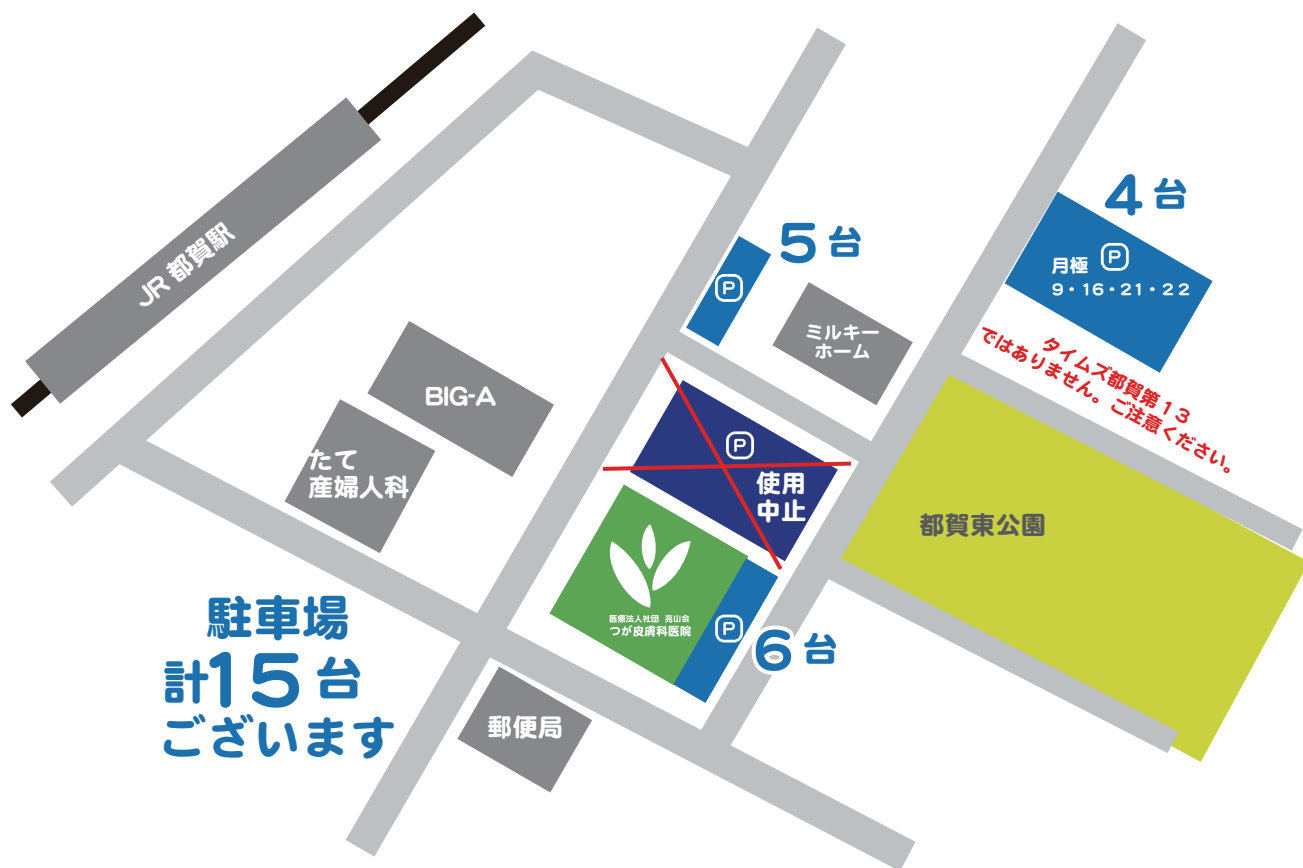 JR 都賀駅
4台
月極 P
9・16・21・22
5台
P
ミルキー
ホーム
タイムズ都賀第13
ではありません。ご注意ください。
BIG-A
たて
産婦人科
P
使用
中止
都賀東公園
医療法人社団 亮山会
つが皮膚科医院
P
6台
駐車場
計15台
ございます
郵便局